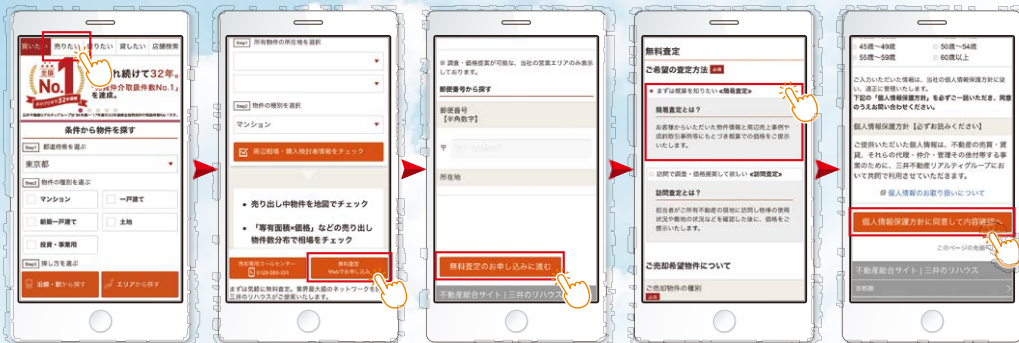 買いたい 売りたい 借りたい 貸したい 店舗検索
全国
No.1
れ続けて32年。
売買仲介取扱件数No.1」
を達成。
条件から物件を探す
Step1 都道府県を選ぶ
東京都
Step2 物件の種別を選ぶ
マンション
一戸建て
新築一戸建て
土地
投資・事業用
Step3 探し方を選ぶ
沿線・駅から探す
エリアから探す
Step1 所有物件の所在地を選択
Step2 物件の種別を選択
マンション
周辺相場・購入検討者情報をチェック
• 売り出し中物件を地図でチェック
• 「専有面積×価格」などの売り出し
物件数分布で相場をチェック
売却専用コールセンター
無料査定
Webでお申し込み
まずは気軽に無料査定。業界最大級のネットワークを
三井のリハウスがご提案いたします。
※ 調査・価格提案が可能な、当社の営業エリアのみ表示
しております。
郵便番号から探す
郵便番号
【半角数字】
〒
所在地
無料査定のお申し込みに進む
不動産総合サイト | 三井のリハウス
無料査定
ご希望の査定方法 必須
まずは概算を知りたい≪簡易査定≫
簡易査定とは？
お客様からいただいた物件情報と周辺売上事例や
成約取引事例等にもとづき概算での価格をご提示
いたします。
訪問で調査・価格提案して欲しい ≪訪問査定≫
訪問査定とは？
担当者がご所有不動産の現地に訪問し物件の使用
状況や敷地の状況などを確認した後に、価格をご
提示いたします。
ご売却希望物件について
ご売却物件の種別
必須
45歳〜49歳
50歳〜54歳
55歳〜59歳
60歳以上
ご入力いただいた情報は、当社の個人情報保護方針に従
い、適正に管理いたします。
下記の「個人情報保護方針」を必ずご一読いただき、同意
のうえお問い合わせください。
個人情報保護方針【必ずお読みください】
ご提供いただいた個人情報は、不動産の売買・賃
貸、それらの代理・仲介・管理その他付帯する事
業のために、三井不動産リアルティグループにお
いて共同で利用させていただきます。
個人情報のお取り扱いについて
個人情報保護方針に同意して内容確認へ
このページの先頭へ
不動産総合サイト | 三井のリハウス
首都圏